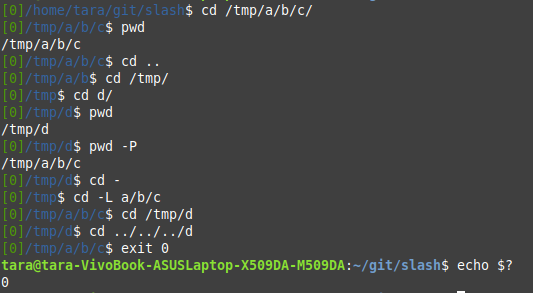 [0]/home/tara/git/slash$ cd /tmp/a/b/c/
[0]/tmp/a/b/c$ pwd
/tmp/a/b/c
[0]/tmp/a/b/c$ cd ..
[0]/tmp/a/b$ cd /tmp/
[0]/tmp$ cd d/
[0]/tmp/d$ pwd
/tmp/d
[0]/tmp/d$ pwd -P
/tmp/a/b/c
[0]/tmp/d$ cd -
[0]/tmp$ cd -L a/b/c
[0]/tmp/a/b/c$ cd /tmp/d
[0]/tmp/d$ cd ../../../d
[0]/tmp/a/b/c$ exit 0
tara@tara-VivoBook-ASUSLaptop-X509DA-M509DA:~/git/slash$ echo $?
0